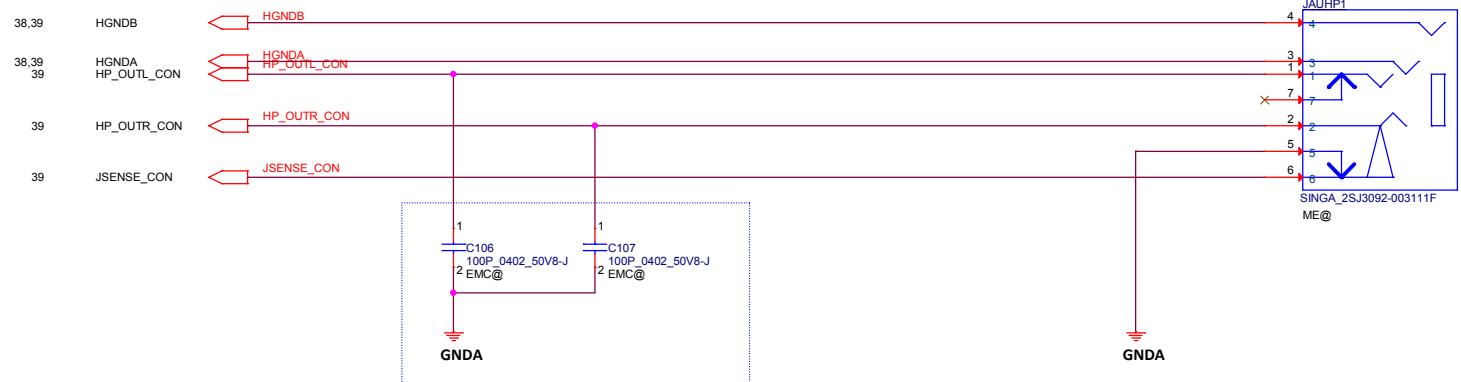 JAUHP1
38,39 HGNDB HGNDB 4 4
38,39 HGNDA HGNDA 3 3
39 HP_OUTL_CON HP_OUTL_CON 1 1
7 7
39 HP_OUTR_CON HP_OUTR_CON 2 2
5 5
39 JSENSE_CON JSENSE_CON 6 6
SINGA_2SJ3092-003111F
ME@
1 1
C106 C107
100P_0402_50V8-J 100P_0402_50V8-J
2 EMC@ 2 EMC@
GNDA GNDA